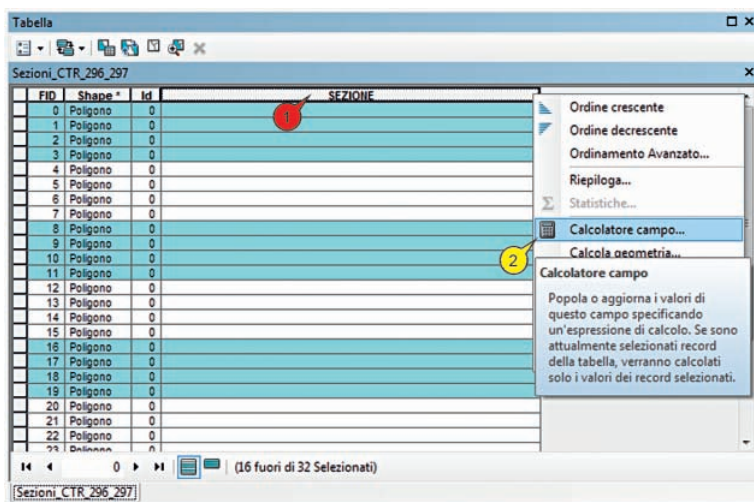 Tabella
Sezioni_CTR_296_297
FID Shape * Id SEZIONE
0 Poligono 0
1 Poligono 0
2 Poligono 0
3 Poligono 0
4 Poligono 0
5 Poligono 0
6 Poligono 0
7 Poligono 0
8 Poligono 0
9 Poligono 0
10 Poligono 0
11 Poligono 0
12 Poligono 0
13 Poligono 0
14 Poligono 0
15 Poligono 0
16 Poligono 0
17 Poligono 0
18 Poligono 0
19 Poligono 0
20 Poligono 0
21 Poligono 0
22 Poligono 0
23 Poligono 0
1
Ordine crescente
Ordine decrescente
Ordinamento Avanzato...
Riepiloga...
Σ Statistiche...
Calcolatore campo...
2
Calcola geometria...
Calcolatore campo
Popola o aggiorna i valori di
questo campo specificando
un'espressione di calcolo. Se sono
attualmente selezionati record
della tabella, verranno calcolati
solo i valori dei record selezionati.
0 (16 fuori di 32 Selezionati)
Sezioni_CTR_296_297